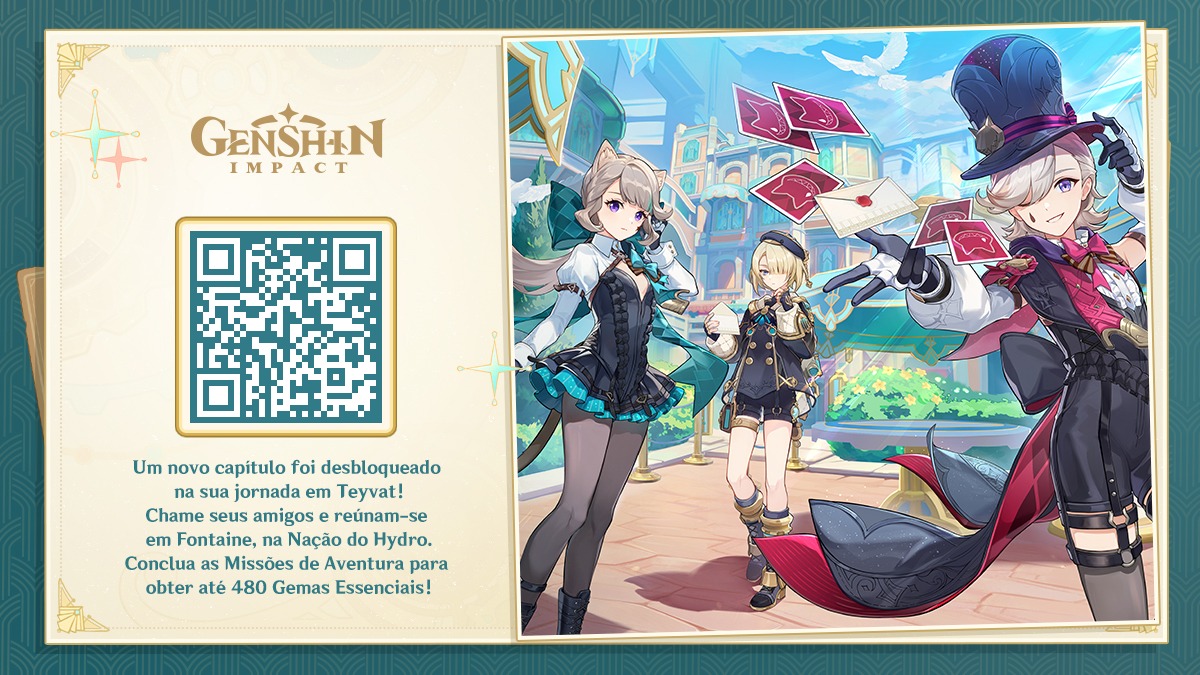 GENSHIN
IMPACT
Um novo capítulo foi desbloqueado
na sua jornada em Teyvat!
Chame seus amigos e reúnam-se
em Fontaine, na Nação do Hydro.
Conclua as Missões de Aventura para
obter até 480 Gemas Essenciais!